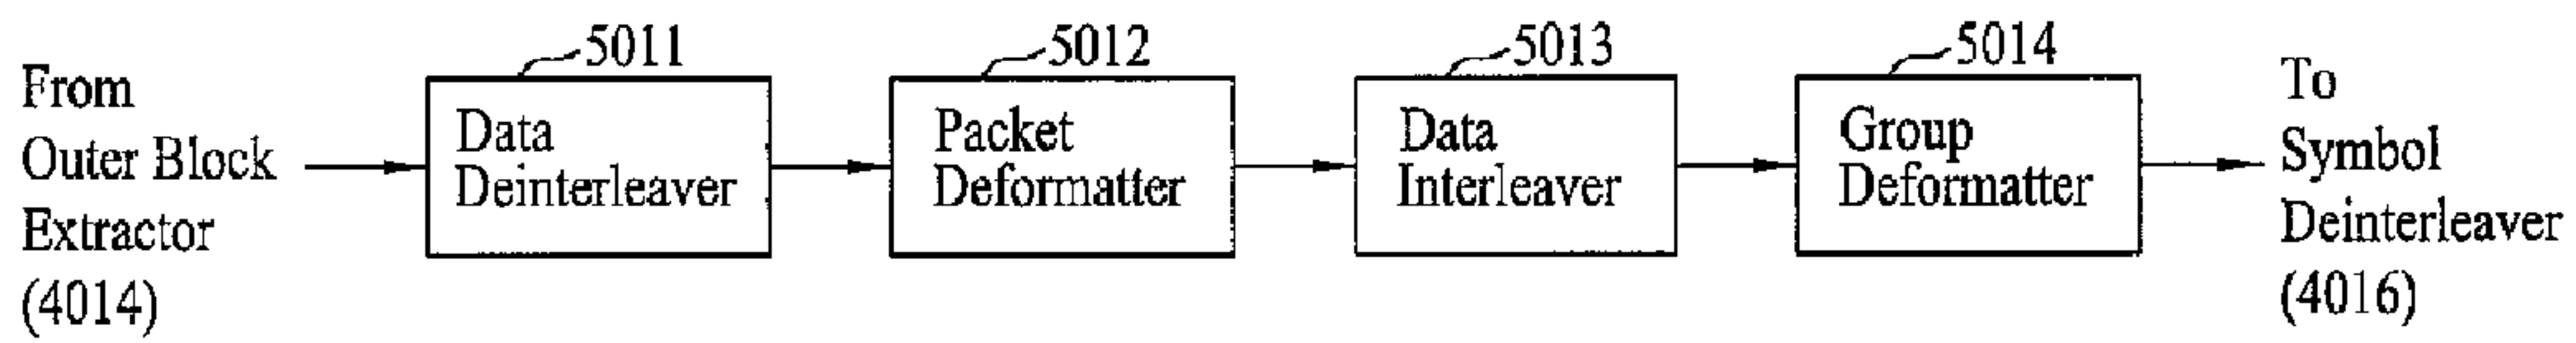 From
Outer Block
Extractor
(4014)
5011
Data
Deinterleaver
5012
Packet
Deformatter
5013
Data
Interleaver
5014
Group
Deformatter
To
Symbol
Deinterleaver
(4016)